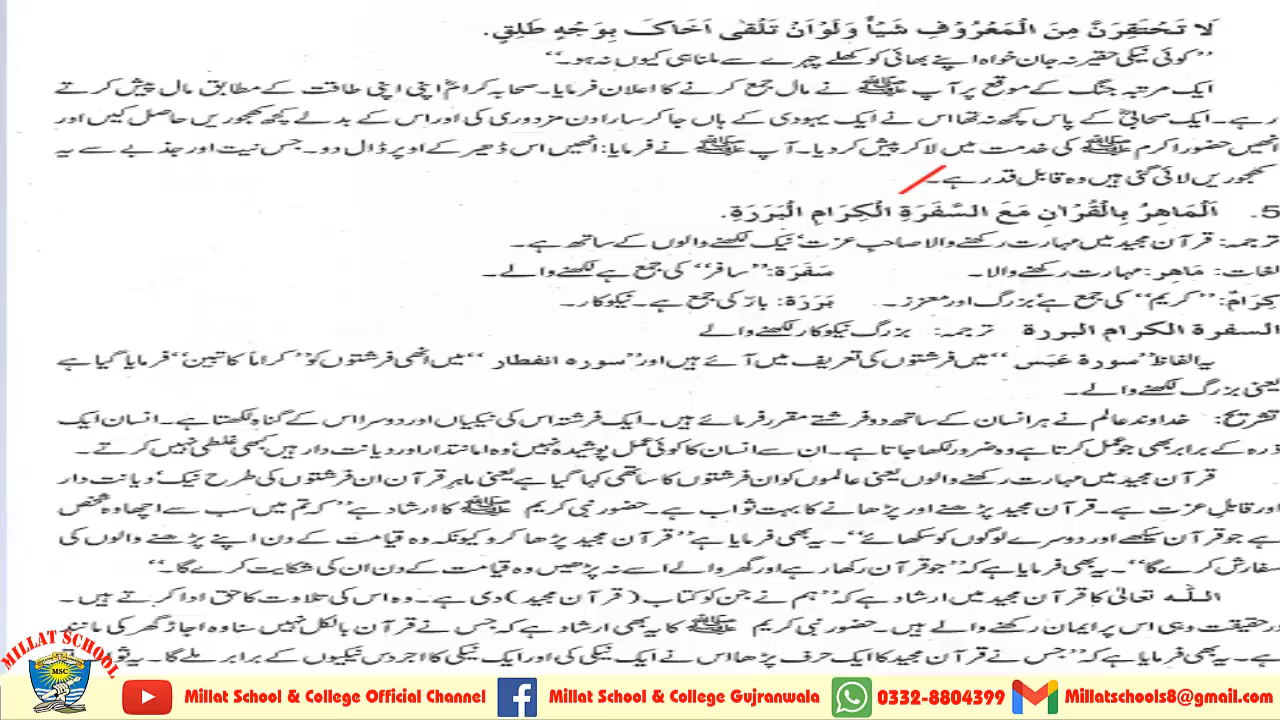 لَا تَحْتَقِرَنَّ مِنَ الْمَعْرُوْفِ شَيْأً وَلَوْ اَنْ تَلْقٰى اَخَاكَ بِوَجْهٍ طَلِقٍ.
”کوئی نیکی حقیر نہ جان خواہ اپنے بھائی کو کھلے چہرے سے ملنا ہی کیوں نہ ہو۔“
ایک مرتبہ جنگ کے موقع پر آپ ﷺ نے مال جمع کرنے کا اعلان فرمایا۔ صحابہ کرامؓ اپنی اپنی طاقت کے مطابق مال پیش کرتے
رہے۔ ایک صحابیؓ کے پاس کچھ نہ تھا اس نے ایک یہودی کے ہاں جا کر سارا دن مزدوری کی اور اس کے بدلے کچھ کھجوریں حاصل کیں اور
انھیں حضور اکرم ﷺ کی خدمت میں لا کر پیش کر دیا۔ آپ ﷺ نے فرمایا: انھیں اس ڈھیر کے اوپر ڈال دو۔ جس نیت اور جذبے سے یہ
کھجوریں لائی گئی ہیں وہ قابل قدر ہے۔
5. اَلْمَاهِرُ بِالْقُرْاٰنِ مَعَ السَّفَرَةِ الْكِرَامِ الْبَرَرَةِ.
ترجمہ: قرآن مجید میں مہارت رکھنے والا صاحبِ عزت، نیک لکھنے والوں کے ساتھ ہے۔
لغات: مَاهِر: مہارت رکھنے والا۔ سَفَرَة: ”سافر“ کی جمع ہے لکھنے والے۔
كِرَامٌ: ”کریم“ کی جمع ہے، بزرگ اور معزز۔ بَرَرَة: بارّ کی جمع ہے۔ نیکوکار۔
السفرة الكرام البررة ترجمہ: بزرگ نیکوکار لکھنے والے
یہ الفاظ ”سورۃ عَبَسَ“ میں فرشتوں کی تعریف میں آئے ہیں اور ”سورہ انفطار“ میں انھی فرشتوں کو ”کراماً کاتبین“ فرمایا گیا ہے
یعنی بزرگ لکھنے والے۔
تشریح: خداوند عالم نے ہر انسان کے ساتھ دو فرشتے مقرر فرمائے ہیں۔ ایک فرشتہ اس کی نیکیاں اور دوسرا اس کے گناہ لکھتا ہے۔ انسان ایک
ذرہ کے برابر بھی جو عمل کرتا ہے وہ ضرور لکھا جاتا ہے۔ ان سے انسان کا کوئی عمل پوشیدہ نہیں، وہ امانتدار اور دیانت دار ہیں کبھی غلطی نہیں کرتے۔
قرآن مجید میں مہارت رکھنے والوں یعنی عالموں کو ان فرشتوں کا ساتھی کہا گیا ہے یعنی ماہر قرآن ان فرشتوں کی طرح نیک، دیانت دار
اور قابلِ عزت ہے۔ قرآن مجید پڑھنے اور پڑھانے کا بہت ثواب ہے۔ حضور نبی کریم ﷺ کا ارشاد ہے ”کہ تم میں سب سے اچھا وہ شخص
ہے جو قرآن سیکھے اور دوسرے لوگوں کو سکھائے“۔ یہ بھی فرمایا ہے ”قرآن مجید پڑھا کرو کیونکہ وہ قیامت کے دن اپنے پڑھنے والوں کی
سفارش کرے گا“۔ یہ بھی فرمایا ہے کہ ”جو قرآن رکھا رہے اور گھر والے اسے نہ پڑھیں وہ قیامت کے دن ان کی شکایت کرے گا۔“
اللہ تعالیٰ کا قرآن مجید میں ارشاد ہے کہ ”ہم نے جن کو کتاب (قرآن مجید) دی ہے۔ وہ اس کی تلاوت کا حق ادا کرتے ہیں۔
درحقیقت وہی اس پر ایمان رکھنے والے ہیں۔ حضور نبی کریم ﷺ کا یہ بھی ارشاد ہے کہ جس نے قرآن بالکل نہیں سنا وہ اجاڑ گھر کی مانند
ہے۔ یہ بھی فرمایا ہے کہ ”جس نے قرآن مجید کا ایک حرف پڑھا اس نے ایک نیکی کی اور ایک نیکی کا اجر دس نیکیوں کے برابر ملے گا۔ یہ
MILLAT SCHOOL
MSC
Millat School & College Official Channel
Millat School & College Gujranwala
0332-8804399
Millatschools8@gmail.com